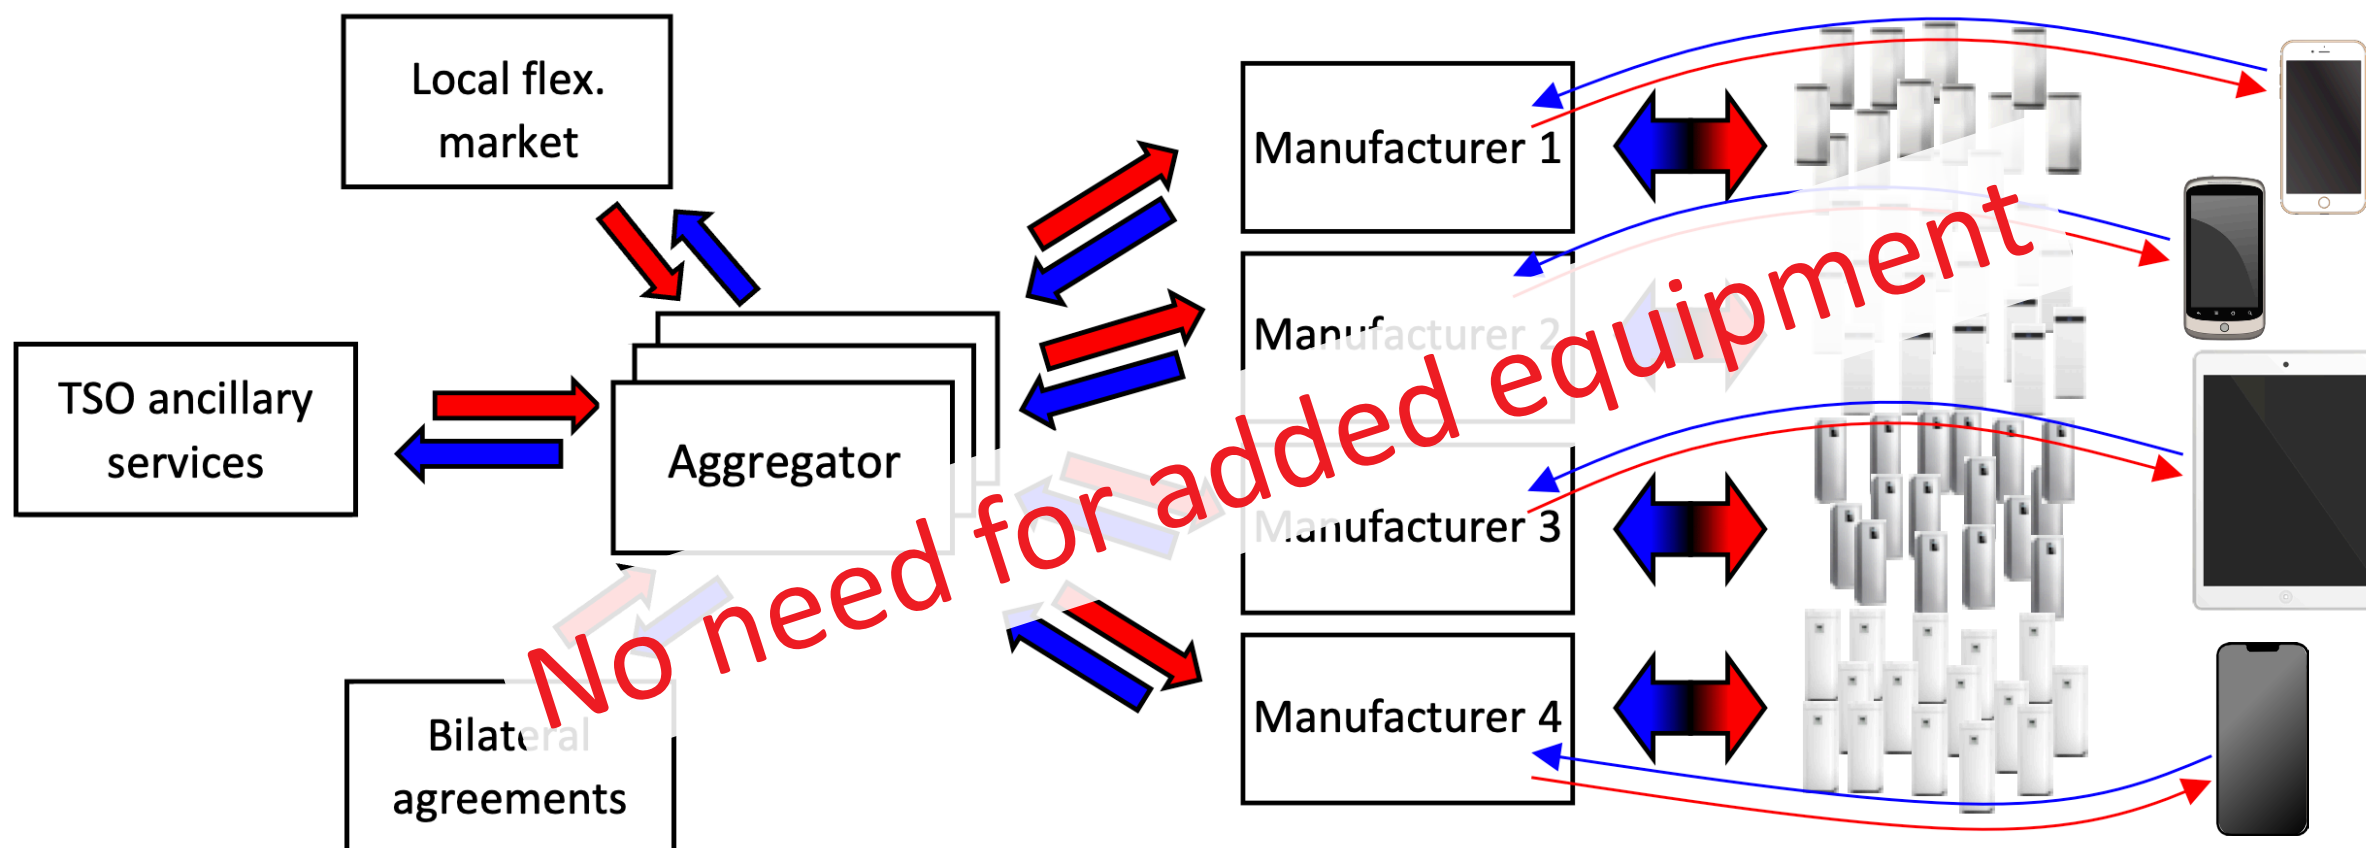 Local flex.
market
TSO ancillary
services
Aggregator
Bilateral
agreements
Manufacturer 1
Manufacturer 2
Manufacturer 3
Manufacturer 4
No need for added equipment